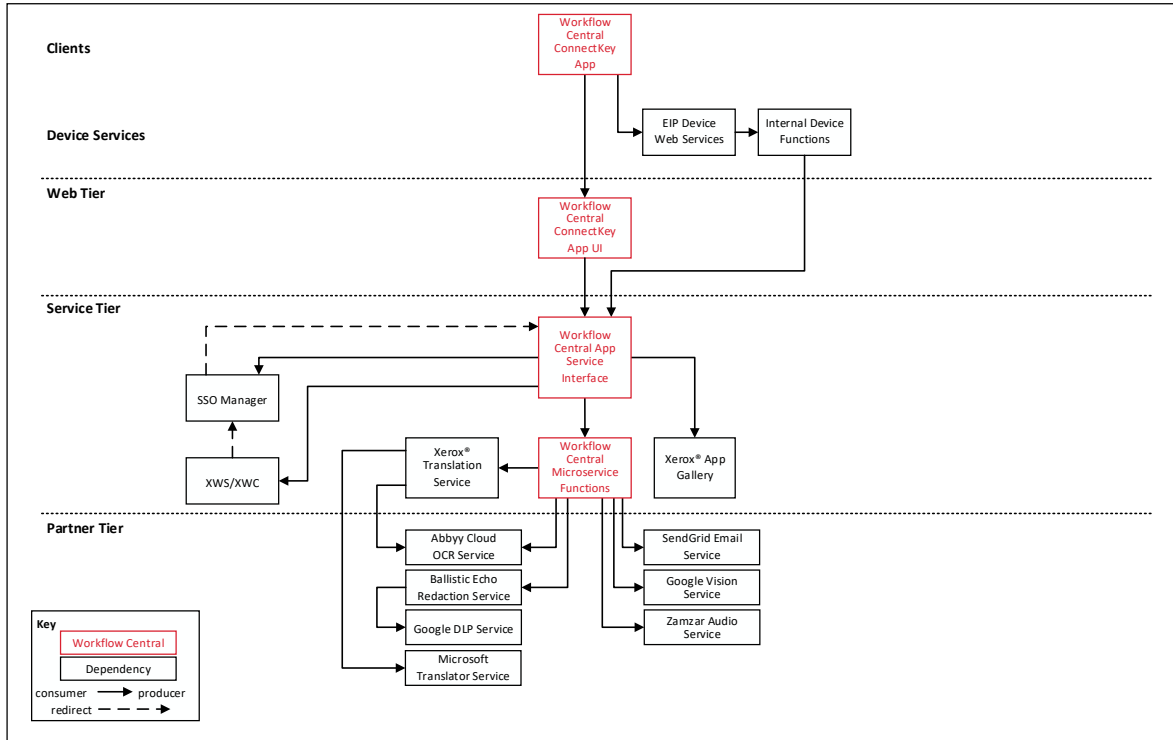 Clients
Workflow
Central
ConnectKey
App
Device Services
EIP Device
Web Services
Internal Device
Functions
Web Tier
Workflow
Central
ConnectKey
App UI
Service Tier
Workflow
Central App
Service
Interface
SSO Manager
XWS/XWC
Xerox® 
Translation
Service
Workflow
Central
Microservice
Functions
Xerox® App
Gallery
Partner Tier
Abbyy Cloud
OCR Service
SendGrid Email
Service
Ballistic Echo
Redaction Service
Google Vision
Service
Google DLP Service
Zamzar Audio
Service
Microsoft
Translator Service
Key
Workflow Central
Dependency
consumer producer
redirect